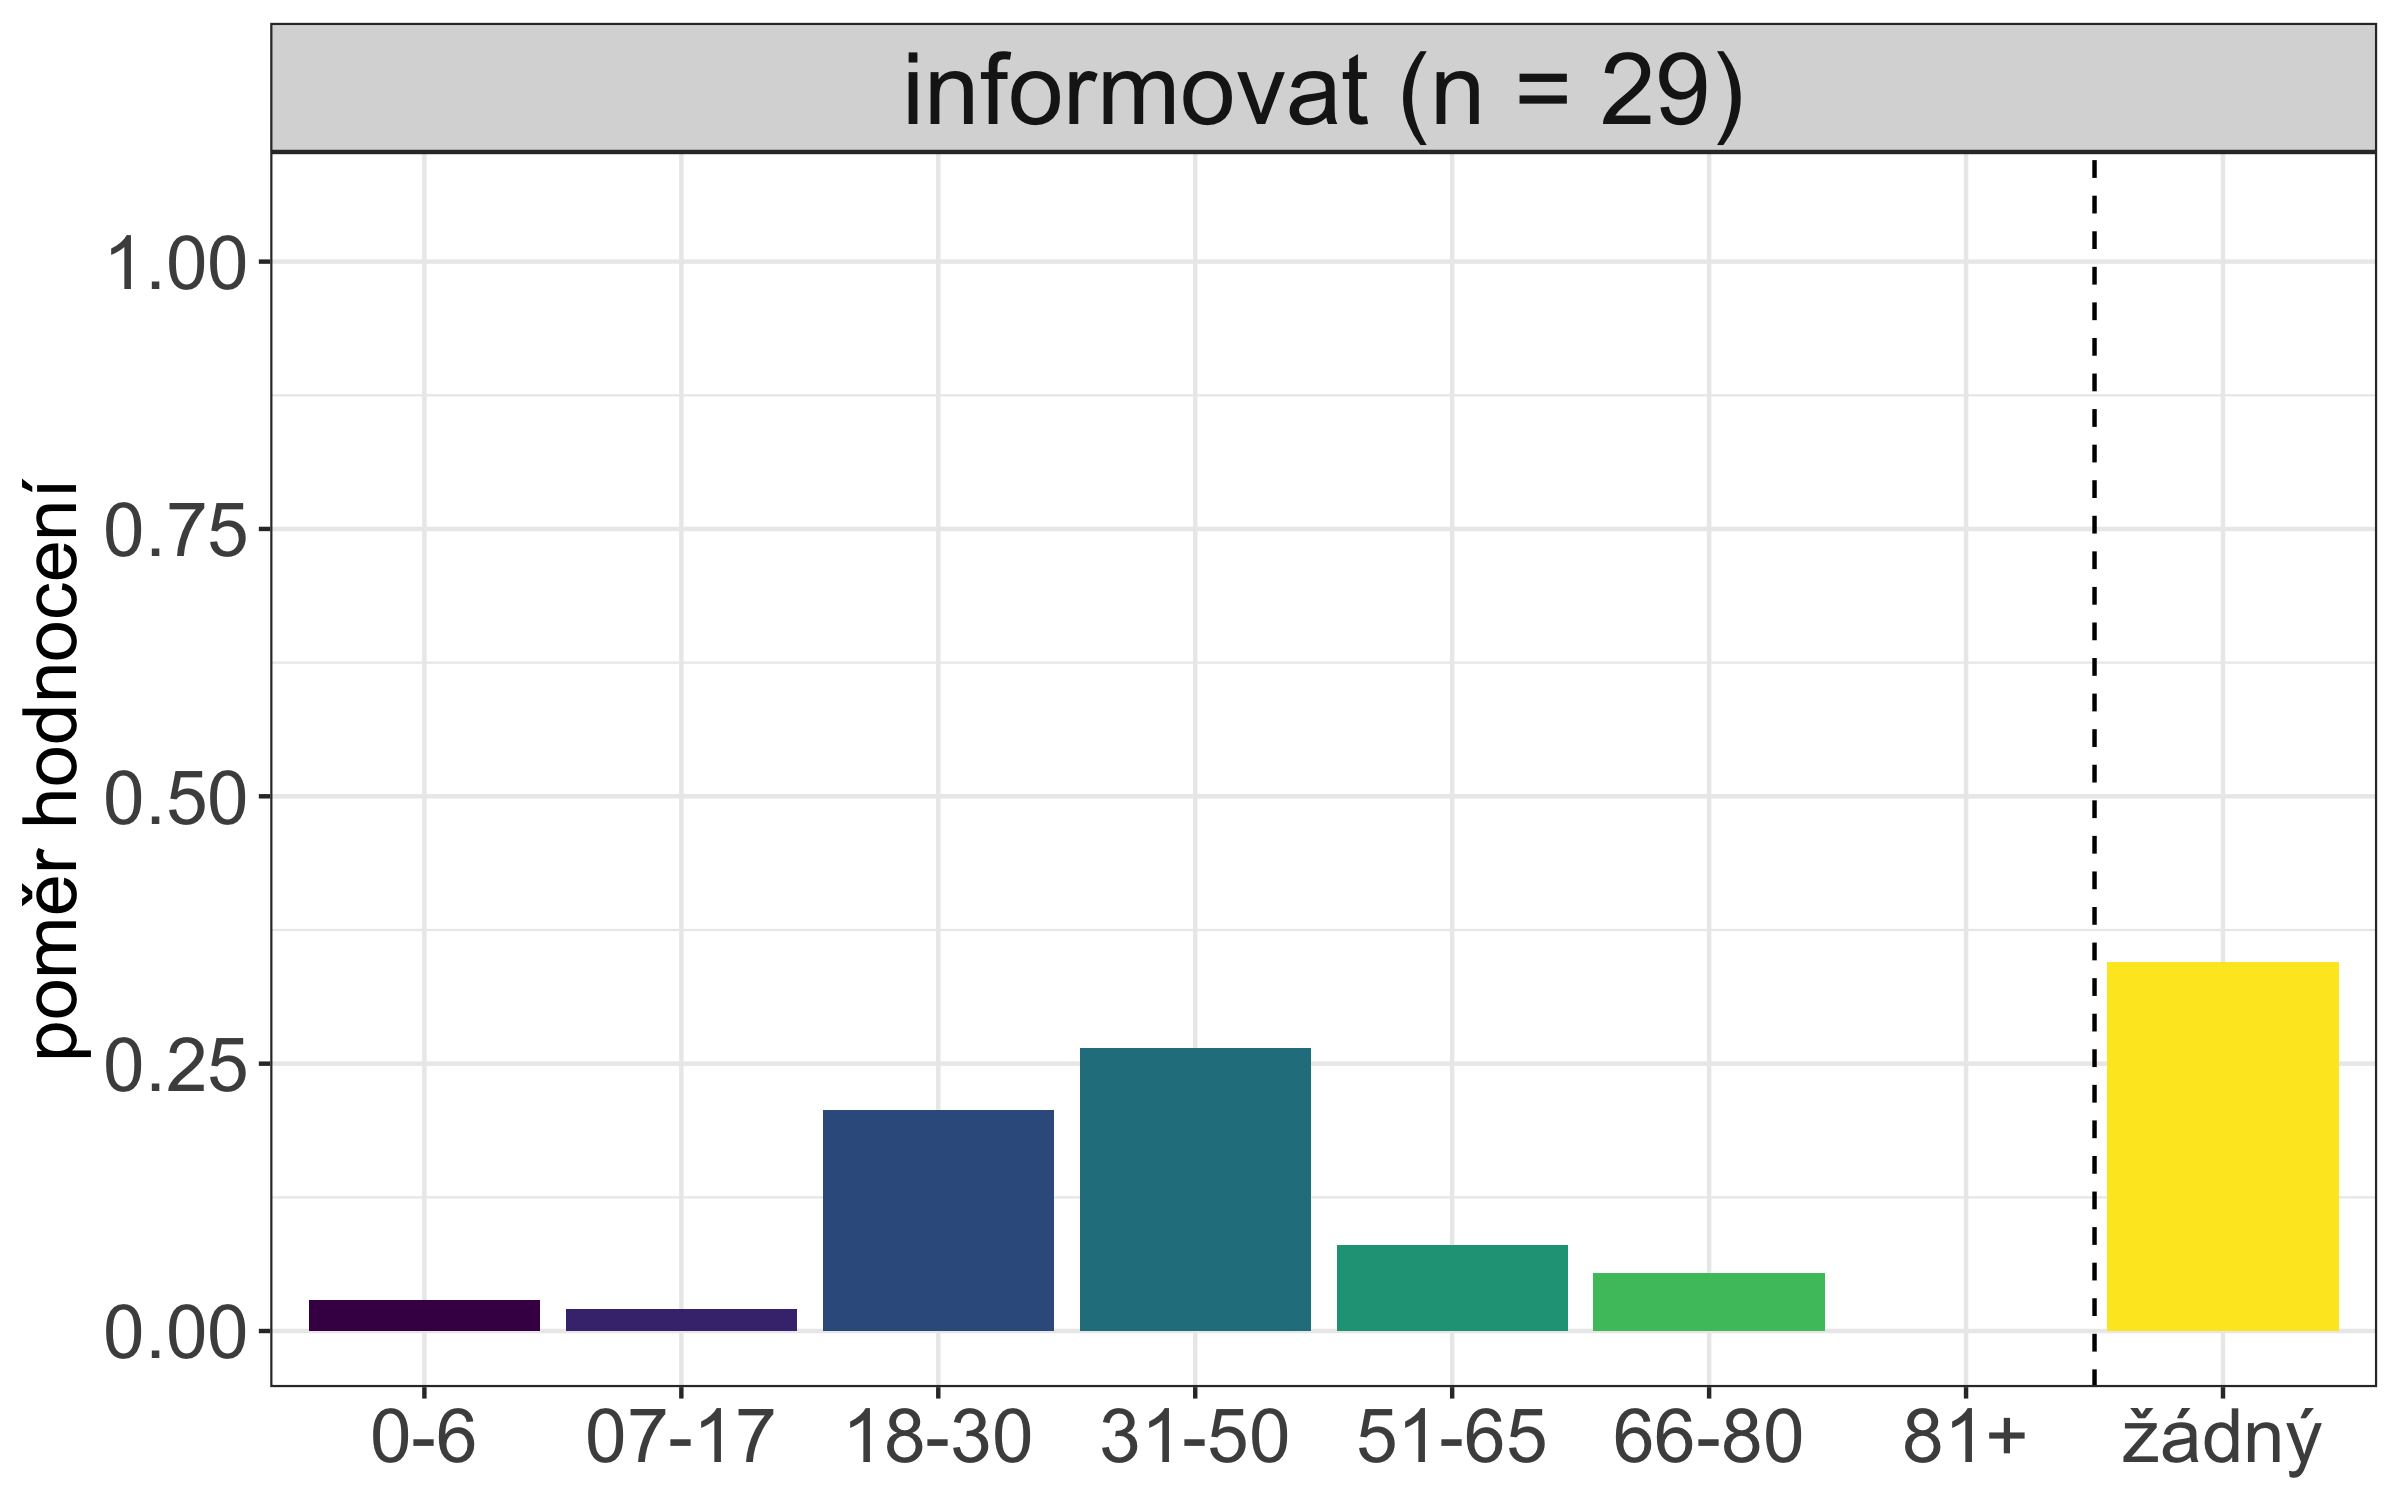 informovat (n = 29)
poměr hodnocení
1.00
0.75
0.50
0.25
0.00
0-6 07-17 18-30 31-50 51-65 66-80 81+ žádný